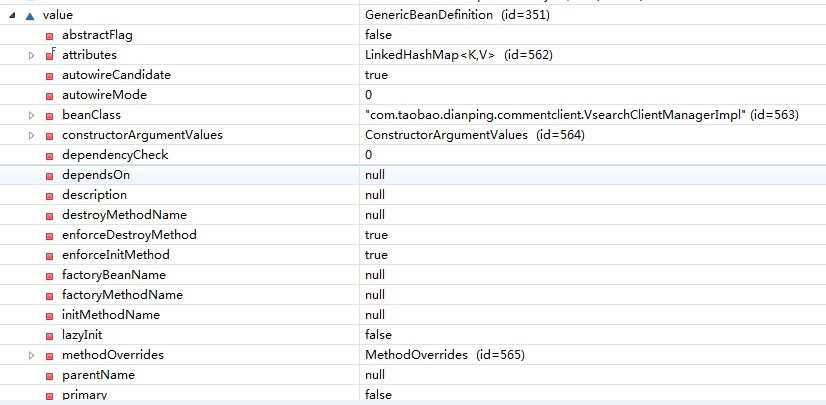 value GenericBeanDefinition (id=351)
abstractFlag false
attributes LinkedHashMap<K,V> (id=562)
autowireCandidate true
autowireMode 0
beanClass "com.taobao.dianping.commentclient.VsearchClientManagerImpl" (id=563)
constructorArgumentValues ConstructorArgumentValues (id=564)
dependencyCheck 0
dependsOn null
description null
destroyMethodName null
enforceDestroyMethod true
enforceInitMethod true
factoryBeanName null
factoryMethodName null
initMethodName null
lazyInit false
methodOverrides MethodOverrides (id=565)
parentName null
primary false